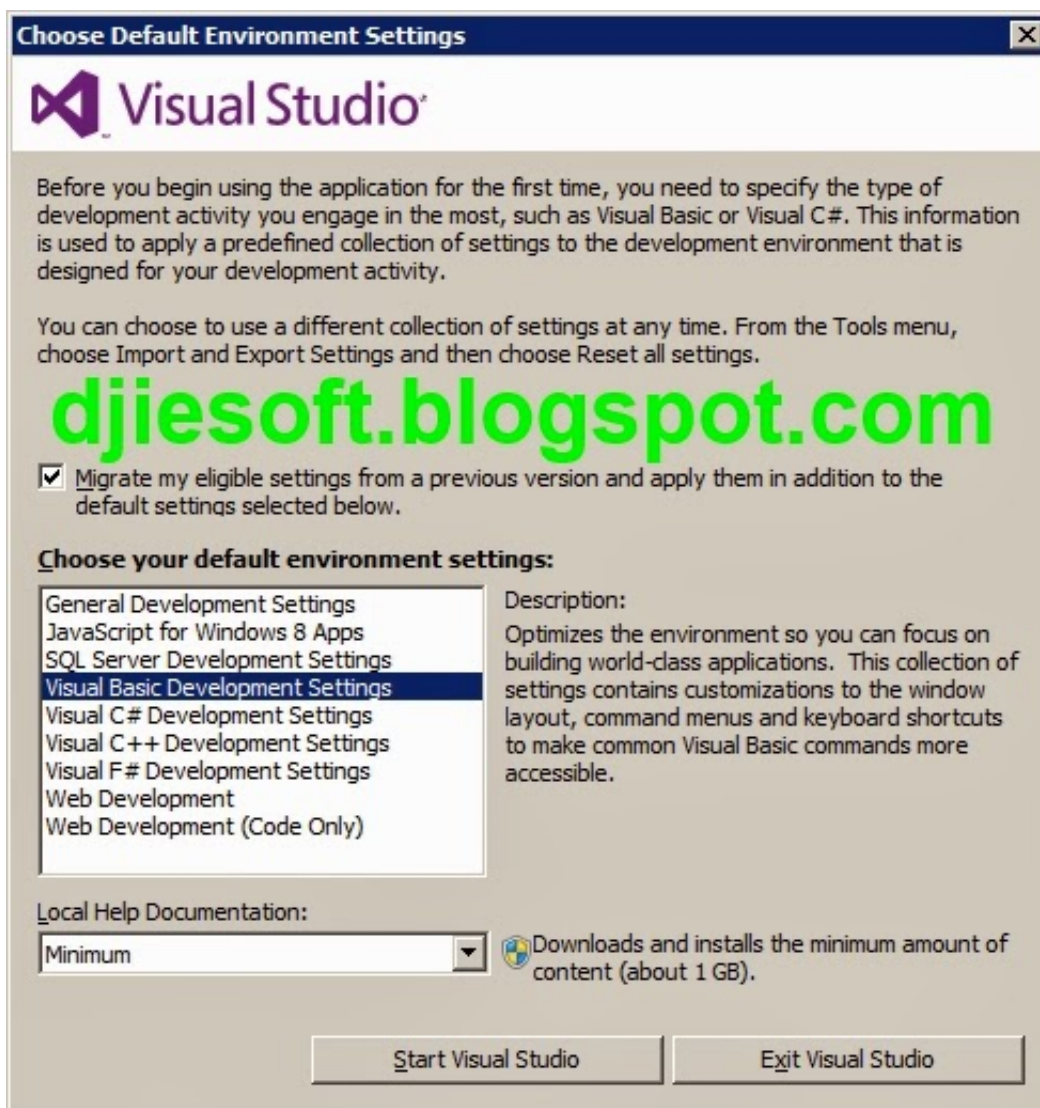 Choose Default Environment Settings
Visual Studio
Before you begin using the application for the first time, you need to specify the type of
development activity you engage in the most, such as Visual Basic or Visual C#. This information
is used to apply a predefined collection of settings to the development environment that is
designed for your development activity.
You can choose to use a different collection of settings at any time. From the Tools menu,
choose Import and Export Settings and then choose Reset all settings.
djiesoft.blogspot.com
Migrate my eligible settings from a previous version and apply them in addition to the
default settings selected below.
Choose your default environment settings:
General Development Settings
JavaScript for Windows 8 Apps
SQL Server Development Settings
Visual Basic Development Settings
Visual C# Development Settings
Visual C++ Development Settings
Visual F# Development Settings
Web Development
Web Development (Code Only)
Description:
Optimizes the environment so you can focus on
building world-class applications.  This collection of
settings contains customizations to the window
layout, command menus and keyboard shortcuts
to make common Visual Basic commands more
accessible.
Local Help Documentation:
Minimum
Downloads and installs the minimum amount of
content (about 1 GB).
Start Visual Studio
Exit Visual Studio